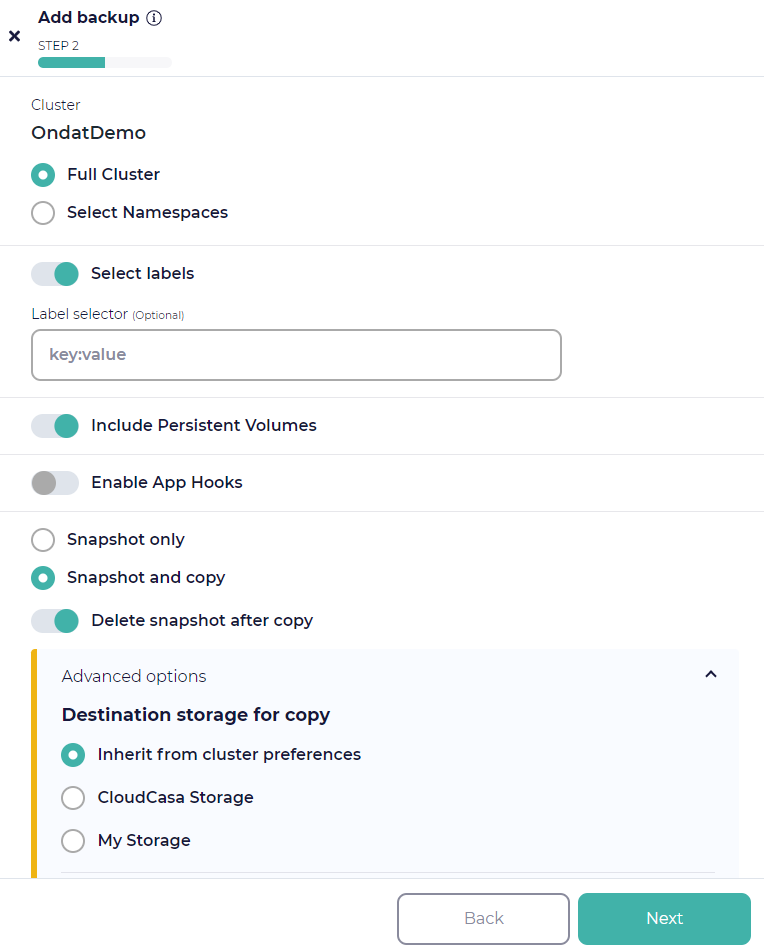 Add backup
STEP 2
Cluster
OndatDemo
Full Cluster
Select Namespaces
Select labels
Label selector (Optional)
key:value
Include Persistent Volumes
Enable App Hooks
Snapshot only
Snapshot and copy
Delete snapshot after copy
Advanced options
Destination storage for copy
Inherit from cluster preferences
CloudCasa Storage
My Storage
Back
Next